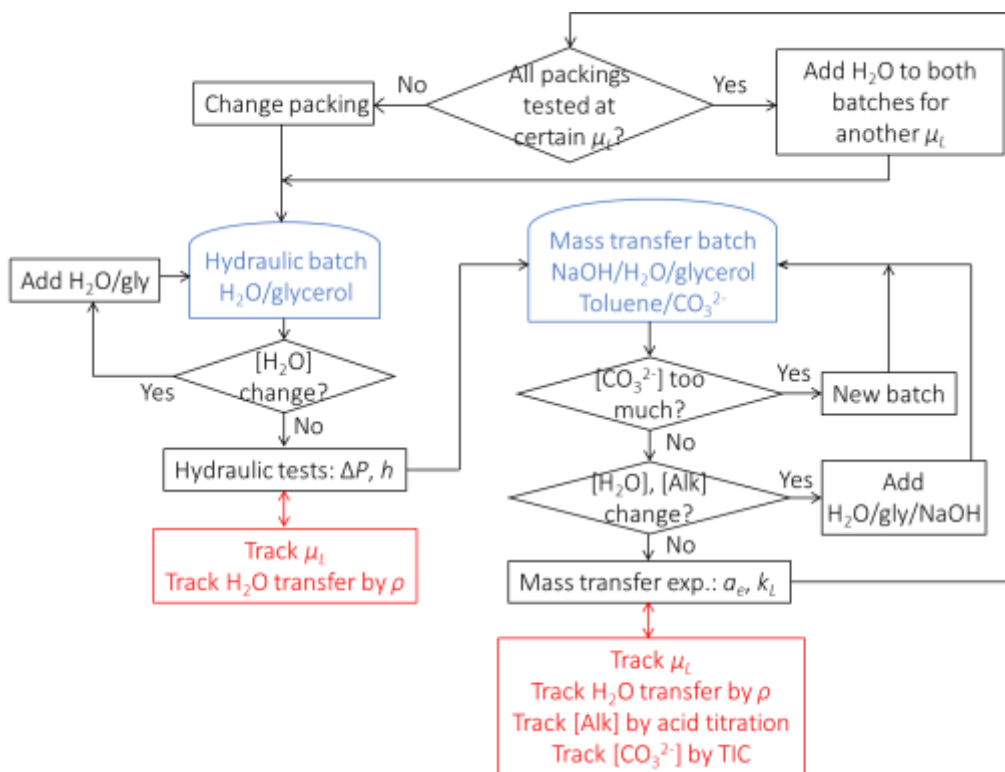 No
All packings
tested at
certain μL?
Yes
Add H₂O to both
batches for
another μL
Change packing
Hydraulic batch
H₂O/glycerol
Mass transfer batch
NaOH/H₂O/glycerol
Toluene/CO₃²⁻
Add H₂O/gly
[H₂O]
change?
Yes
No
[CO₃²⁻] too
much?
Yes
New batch
No
Hydraulic tests: ΔP, h
[H₂O], [Alk]
change?
Yes
Add
H₂O/gly/NaOH
No
Track μL
Track H₂O transfer by ρ
Mass transfer exp.: aₑ, kL
Track μL
Track H₂O transfer by ρ
Track [Alk] by acid titration
Track [CO₃²⁻] by TIC